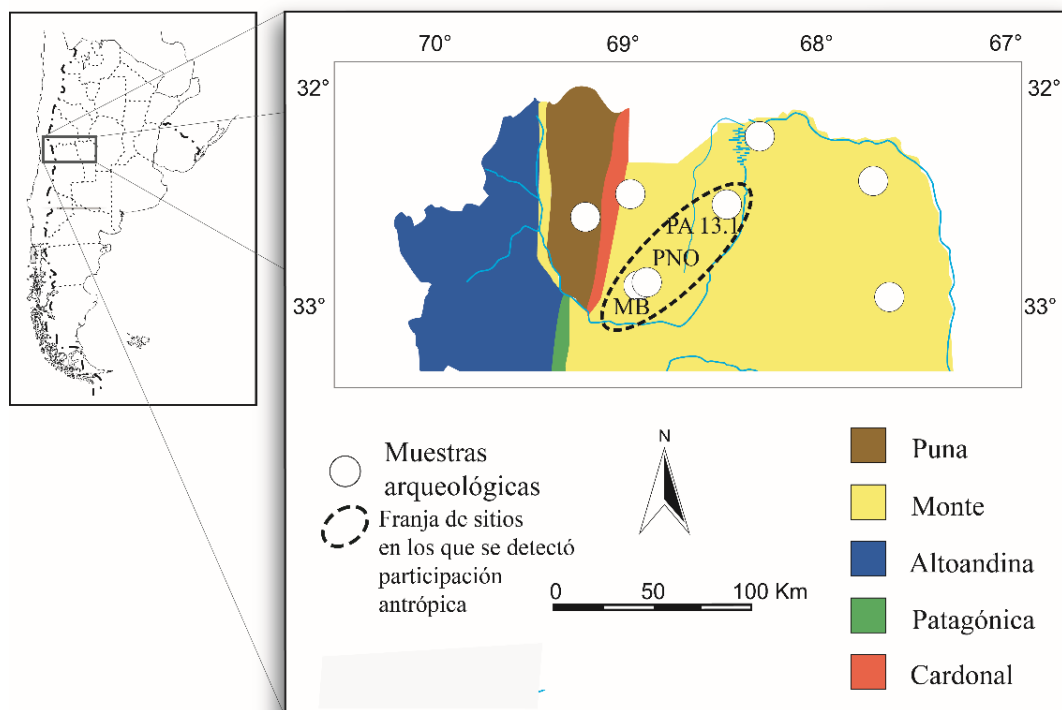 70° 69° 68° 67°
32° 32°
PA 13.1
PNO
33° 33°
MB
Muestras
arqueológicas
Franja de sitios
en los que se detectó
participación
antrópica
N
0 50 100 Km
Puna
Monte
Altoandina
Patagónica
Cardonal